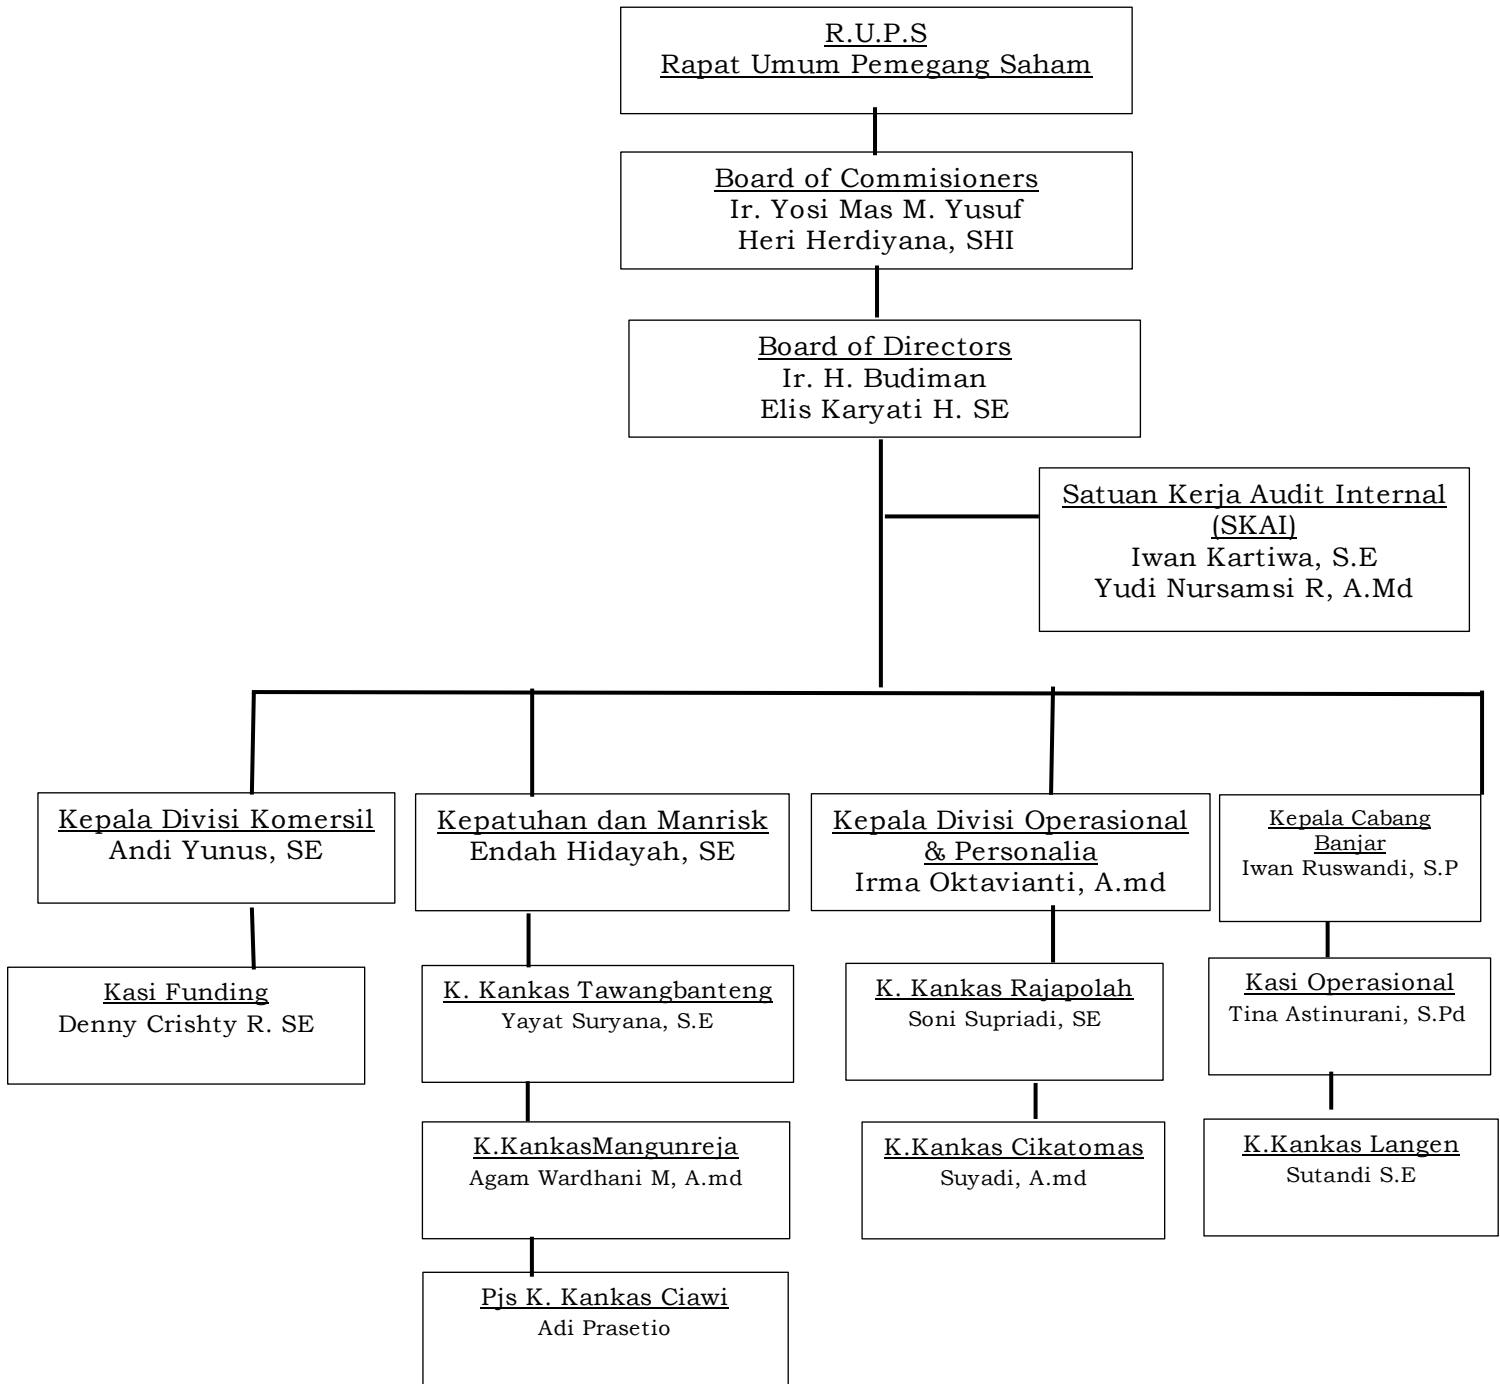 R.U.P.S
Rapat Umum Pemegang Saham
Board of Commisioners
Ir. Yosi Mas M. Yusuf
Heri Herdiyana, SHI
Board of Directors
Ir. H. Budiman
Elis Karyati H. SE
Satuan Kerja Audit Internal
(SKAI)
Iwan Kartiwa, S.E
Yudi Nursamsi R, A.Md
Kepala Divisi Komersil
Andi Yunus, SE
Kepatuhan dan Manrisk
Endah Hidayah, SE
Kepala Divisi Operasional
& Personalia
Irma Oktavianti, A.md
Kepala Cabang
Banjar
Iwan Ruswandi, S.P
Kasi Funding
Denny Crishty R. SE
K. Kankas Tawangbanteng
Yayat Suryana, S.E
K. Kankas Rajapolah
Soni Supriadi, SE
Kasi Operasional
Tina Astinurani, S.Pd
K.KankasMangunreja
Agam Wardhani M, A.md
K.Kankas Cikatomas
Suyadi, A.md
K.Kankas Langen
Sutandi S.E
Pjs K. Kankas Ciawi
Adi Prasetio